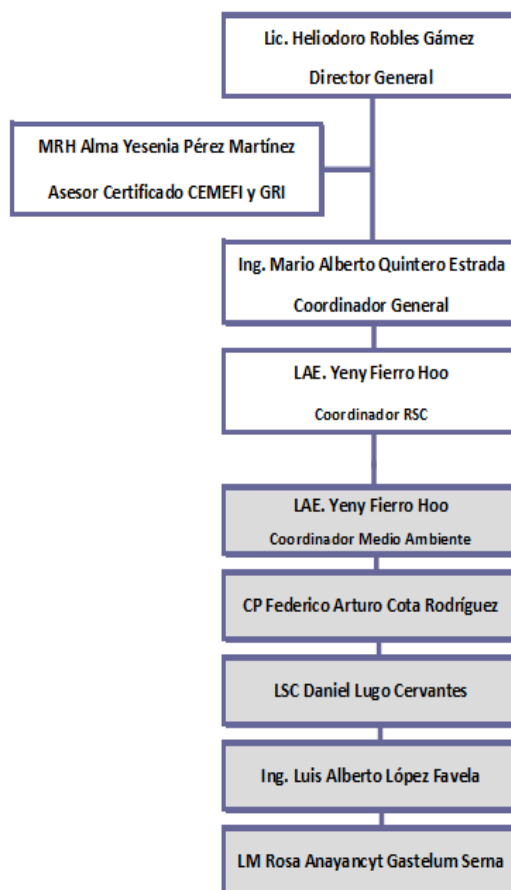 Lic. Heliodoro Robles Gámez
Director General
MRH Alma Yesenia Pérez Martínez
Asesor Certificado CEMEFI y GRI
Ing. Mario Alberto Quintero Estrada
Coordinador General
LAE. Yeny Fierro Hoo
Coordinador RSC
LAE. Yeny Fierro Hoo
Coordinador Medio Ambiente
CP Federico Arturo Cota Rodríguez
LSC Daniel Lugo Cervantes
Ing. Luis Alberto López Favela
LM Rosa Anayancyt Gastelum Serna